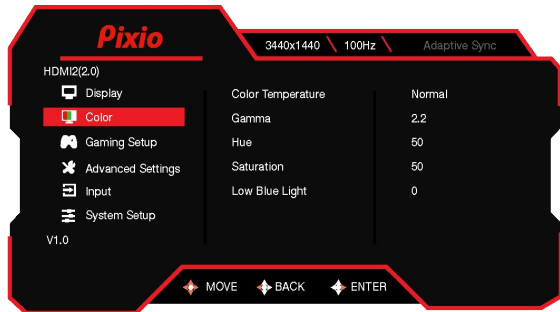 Pixio
3440x1440 \ 100Hz \ Adaptive Sync
HDMI2(2.0)
Display
Color
Gaming Setup
Advanced Settings
Input
System Setup
V1.0
Color Temperature Normal
Gamma 2.2
Hue 50
Saturation 50
Low Blue Light 0
MOVE BACK ENTER